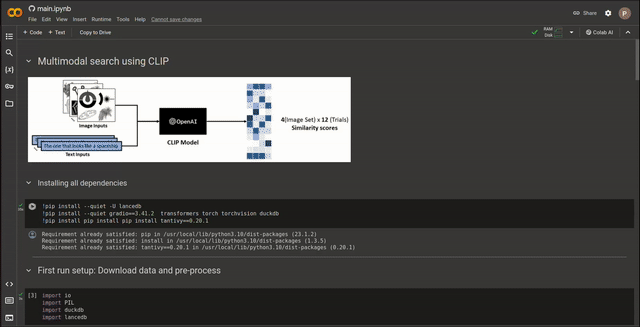 main.ipynb
File Edit View Insert Runtime Tools Help Cannot save changes
Share
P
+ Code + Text Copy to Drive
RAM
Disk
Colab AI
Multimodal search using CLIP
Image Inputs
The one that looks like a spaceship
Text Inputs
OpenAI
CLIP Model
4(Image Set) x 12 (Trials)
Similarity scores
Installing all dependencies
!pip install --quiet -U lancedb
!pip install --quiet gradio==3.41.2 transformers torch torchvision duckdb
!pip install pip install pip install tantivy==0.20.1
Requirement already satisfied: pip in /usr/local/lib/python3.10/dist-packages (23.1.2)
Requirement already satisfied: install in /usr/local/lib/python3.10/dist-packages (1.3.5)
Requirement already satisfied: tantivy==0.20.1 in /usr/local/lib/python3.10/dist-packages (0.20.1)
First run setup: Download data and pre-process
[3] import io
import PIL
import duckdb
import lancedb